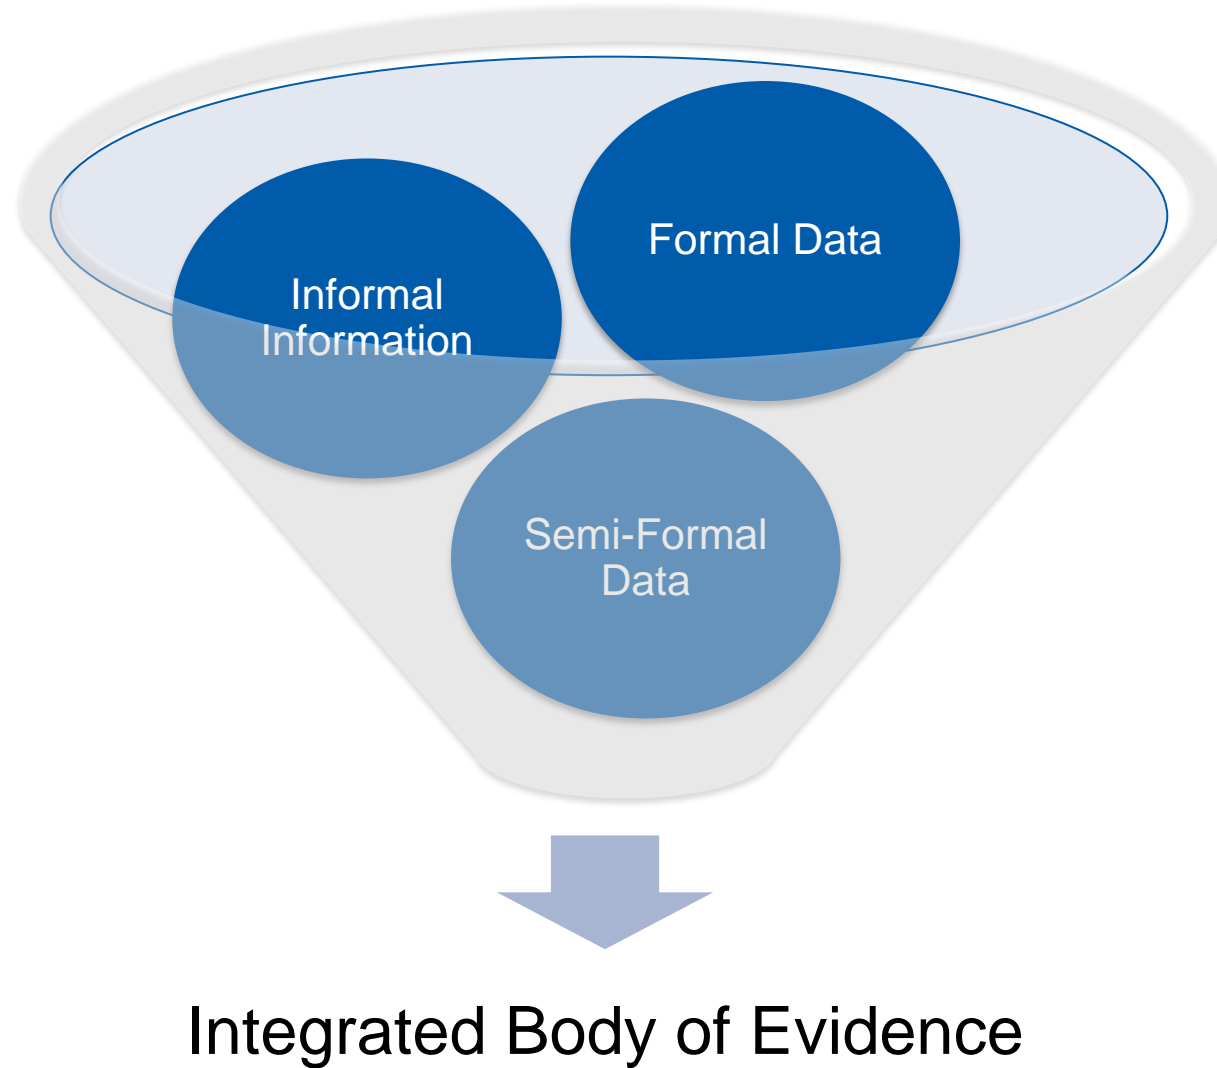 Formal Data
Informal
Information
Semi-Formal
Data
Integrated Body of Evidence